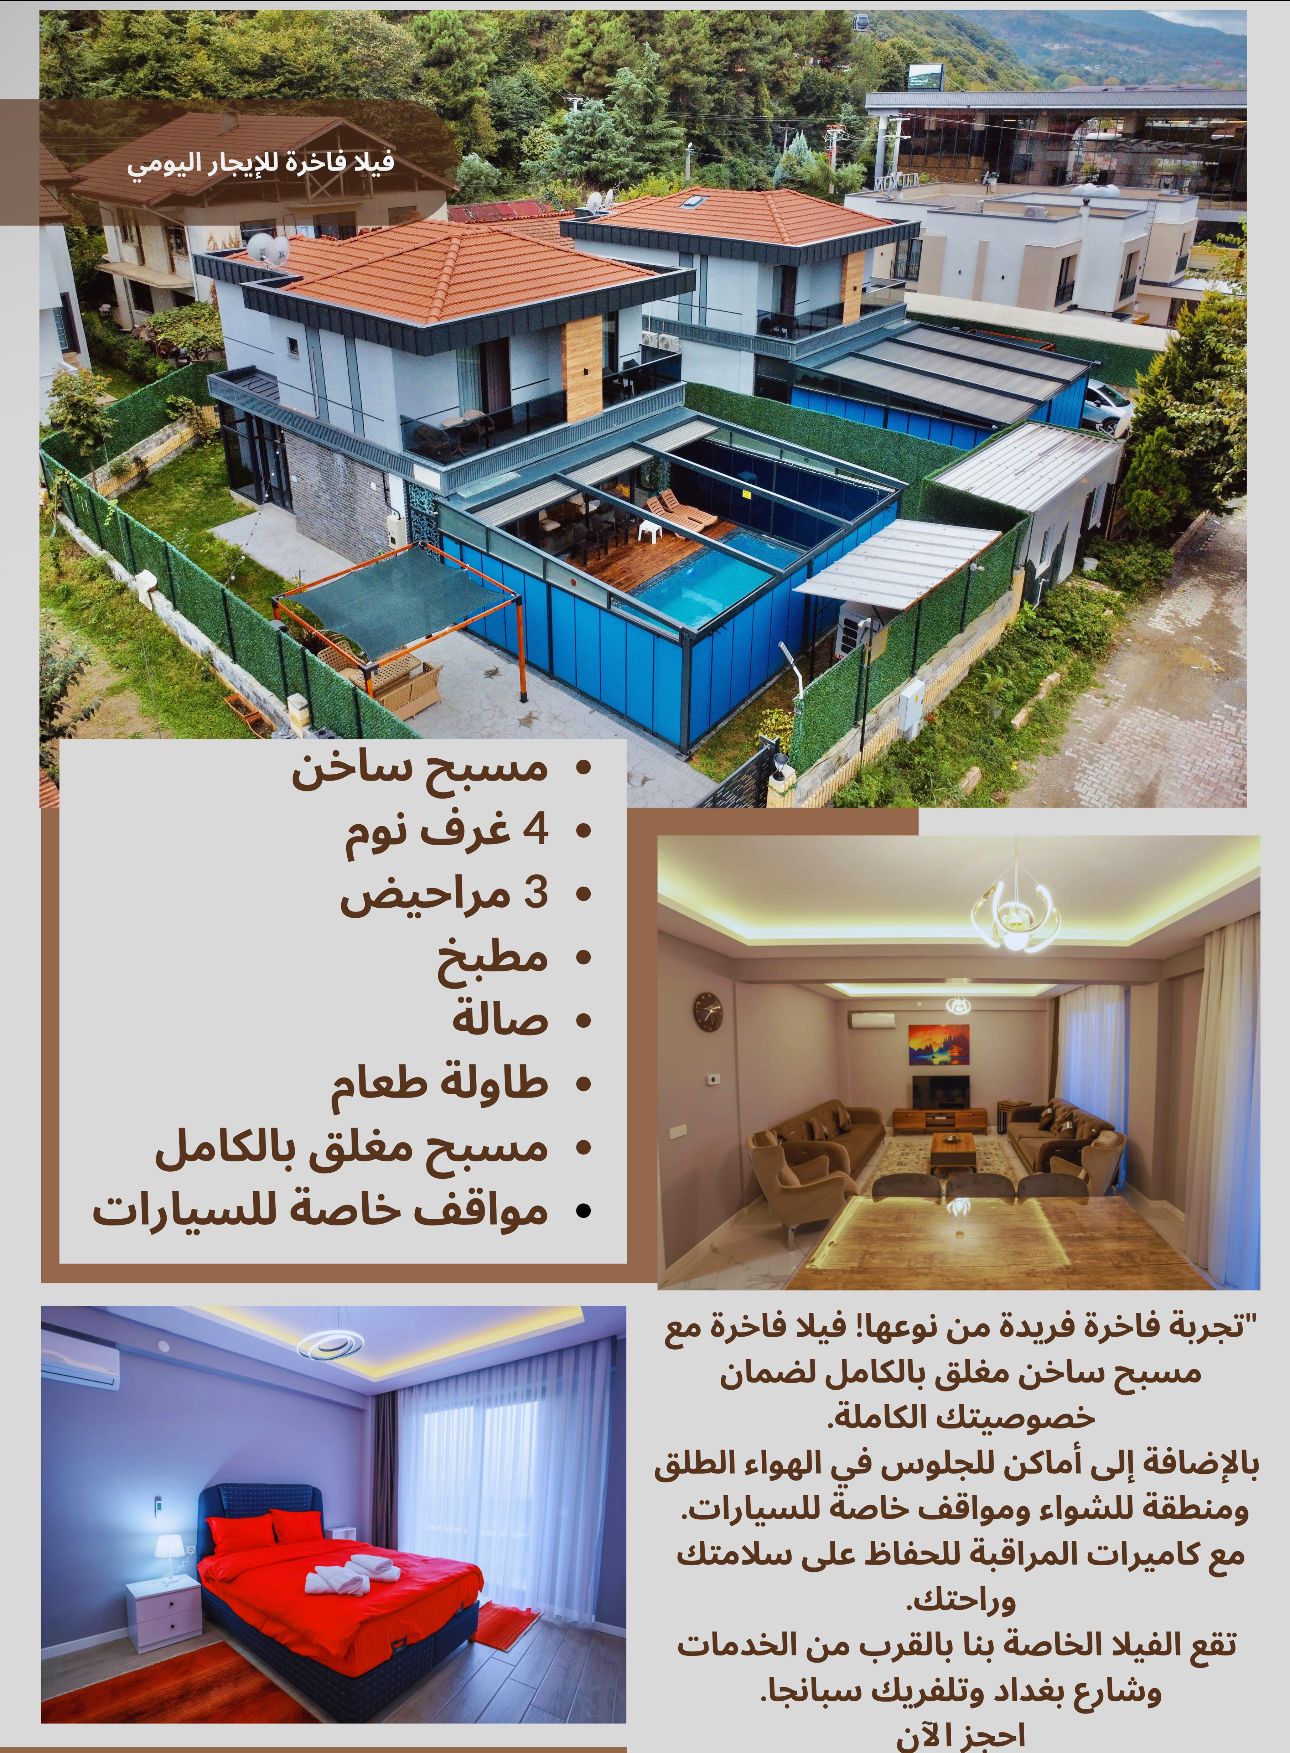 فيلا فاخرة للإيجار اليومي
• مسبح ساخن
• 4 غرف نوم
• 3 مراحيض
• مطبخ
• صالة
• طاولة طعام
• مسبح مغلق بالكامل
• مواقف خاصة للسيارات
"تجربة فاخرة فريدة من نوعها! فيلا فاخرة مع
مسبح ساخن مغلق بالكامل لضمان
خصوصيتك الكاملة.
بالإضافة إلى أماكن للجلوس في الهواء الطلق
ومنطقة للشواء ومواقف خاصة للسيارات.
مع كاميرات المراقبة للحفاظ على سلامتك
وراحتك.
تقع الفيلا الخاصة بنا بالقرب من الخدمات
وشارع بغداد وتلفريك سبانجا.
احجز الآن